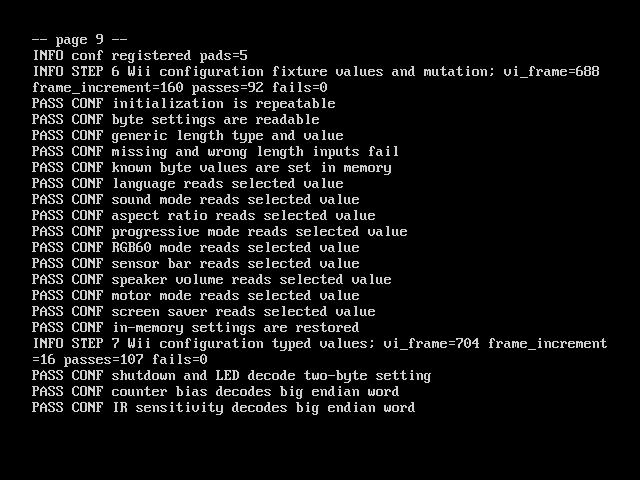 -- page 9 --
INFO conf registered pads=5
INFO STEP 6 Wii configuration fixture values and mutation; vi_frame=688
frame_increment=160 passes=92 fails=0
PASS CONF initialization is repeatable
PASS CONF byte settings are readable
PASS CONF generic length type and value
PASS CONF missing and wrong length inputs fail
PASS CONF known byte values are set in memory
PASS CONF language reads selected value
PASS CONF sound mode reads selected value
PASS CONF aspect ratio reads selected value
PASS CONF progressive mode reads selected value
PASS CONF RGB60 mode reads selected value
PASS CONF sensor bar reads selected value
PASS CONF speaker volume reads selected value
PASS CONF motor mode reads selected value
PASS CONF screen saver reads selected value
PASS CONF in-memory settings are restored
INFO STEP 7 Wii configuration typed values; vi_frame=704 frame_increment
=16 passes=107 fails=0
PASS CONF shutdown and LED decode two-byte setting
PASS CONF counter bias decodes big endian word
PASS CONF IR sensitivity decodes big endian word